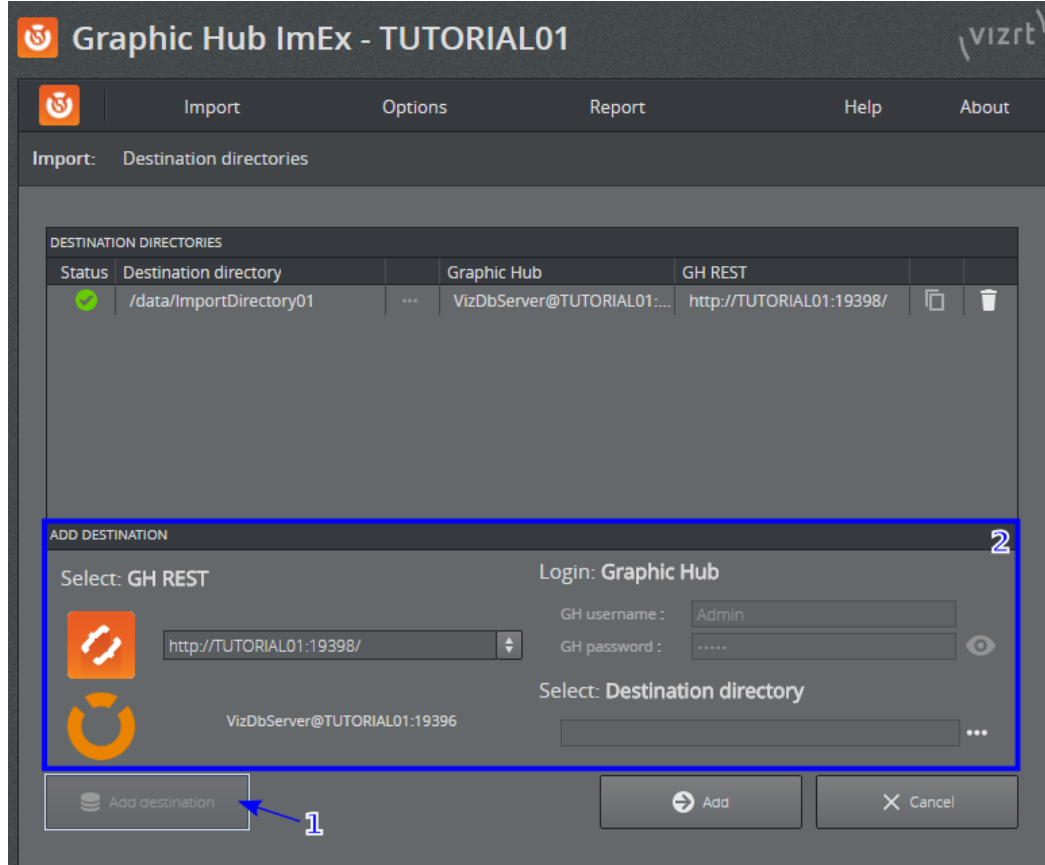 Graphic Hub ImEx - TUTORIAL01
vizrt
Import Options Report Help About
Import: Destination directories
DESTINATION DIRECTORIES
Status Destination directory Graphic Hub GH REST
/data/ImportDirectory01 ... VizDbServer@TUTORIAL01:... http://TUTORIAL01:19398/
ADD DESTINATION
2
Select: GH REST
Login: Graphic Hub
GH username : Admin
http://TUTORIAL01:19398/
GH password : •••••
Select: Destination directory
VizDbServer@TUTORIAL01:19396
...
Add destination
Add
Cancel
1